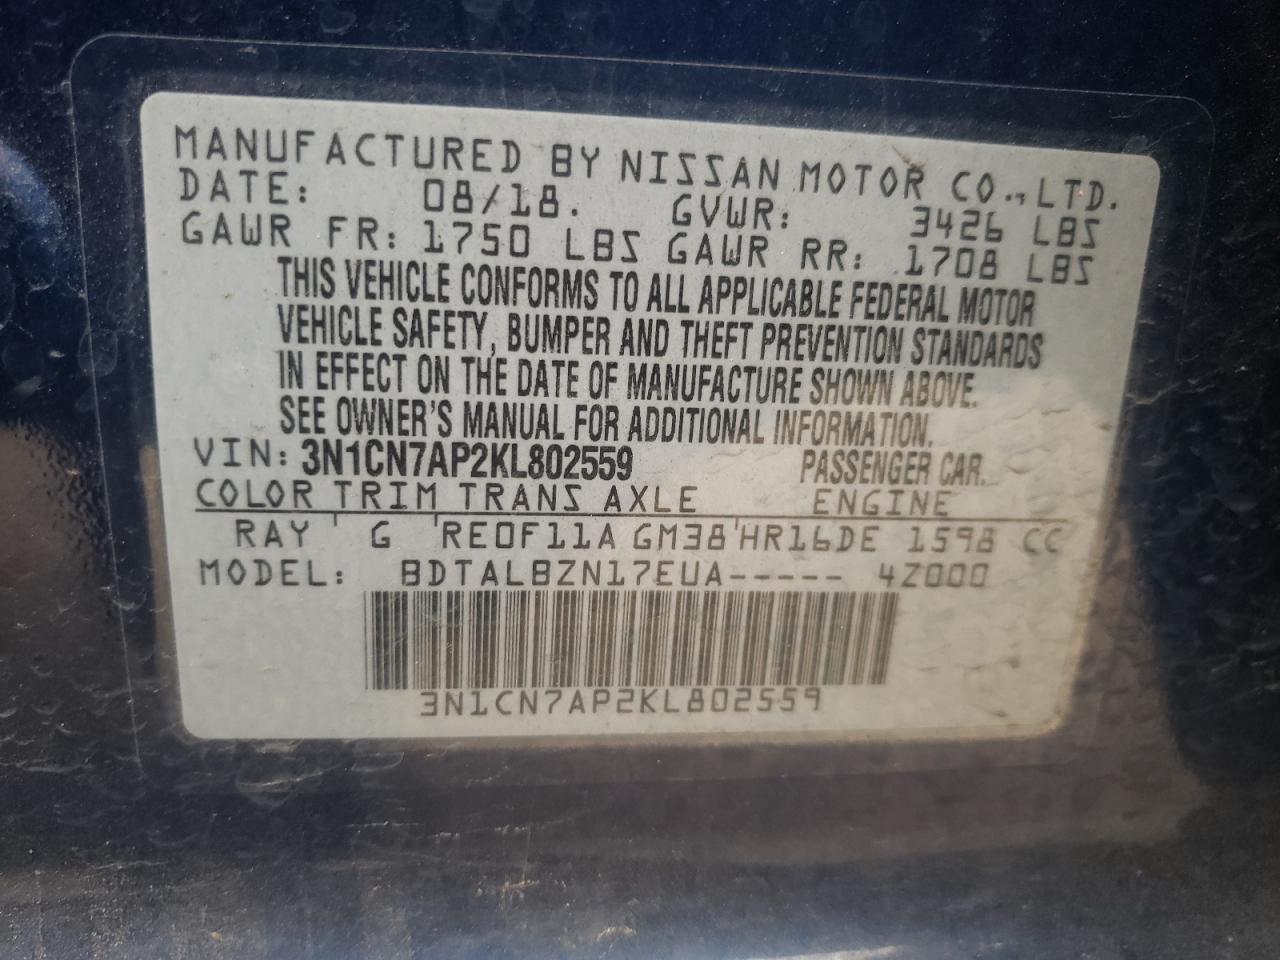 MANUFACTURED BY NISSAN MOTOR CO., LTD.
DATE: 08/18. GVWR: 3426 LBS
GAWR FR: 1750 LBS GAWR RR: 1708 LBS
THIS VEHICLE CONFORMS TO ALL APPLICABLE FEDERAL MOTOR
VEHICLE SAFETY, BUMPER AND THEFT PREVENTION STANDARDS
IN EFFECT ON THE DATE OF MANUFACTURE SHOWN ABOVE.
SEE OWNER'S MANUAL FOR ADDITIONAL INFORMATION.
VIN: 3N1CN7AP2KL802559 PASSENGER CAR.
COLOR TRIM TRANS AXLE ENGINE
RAY G RE0F11A GM38 HR16DE 1598 CC
MODEL: BDTALBZN17EUA----- 4Z000
3N1CN7AP2KL802559